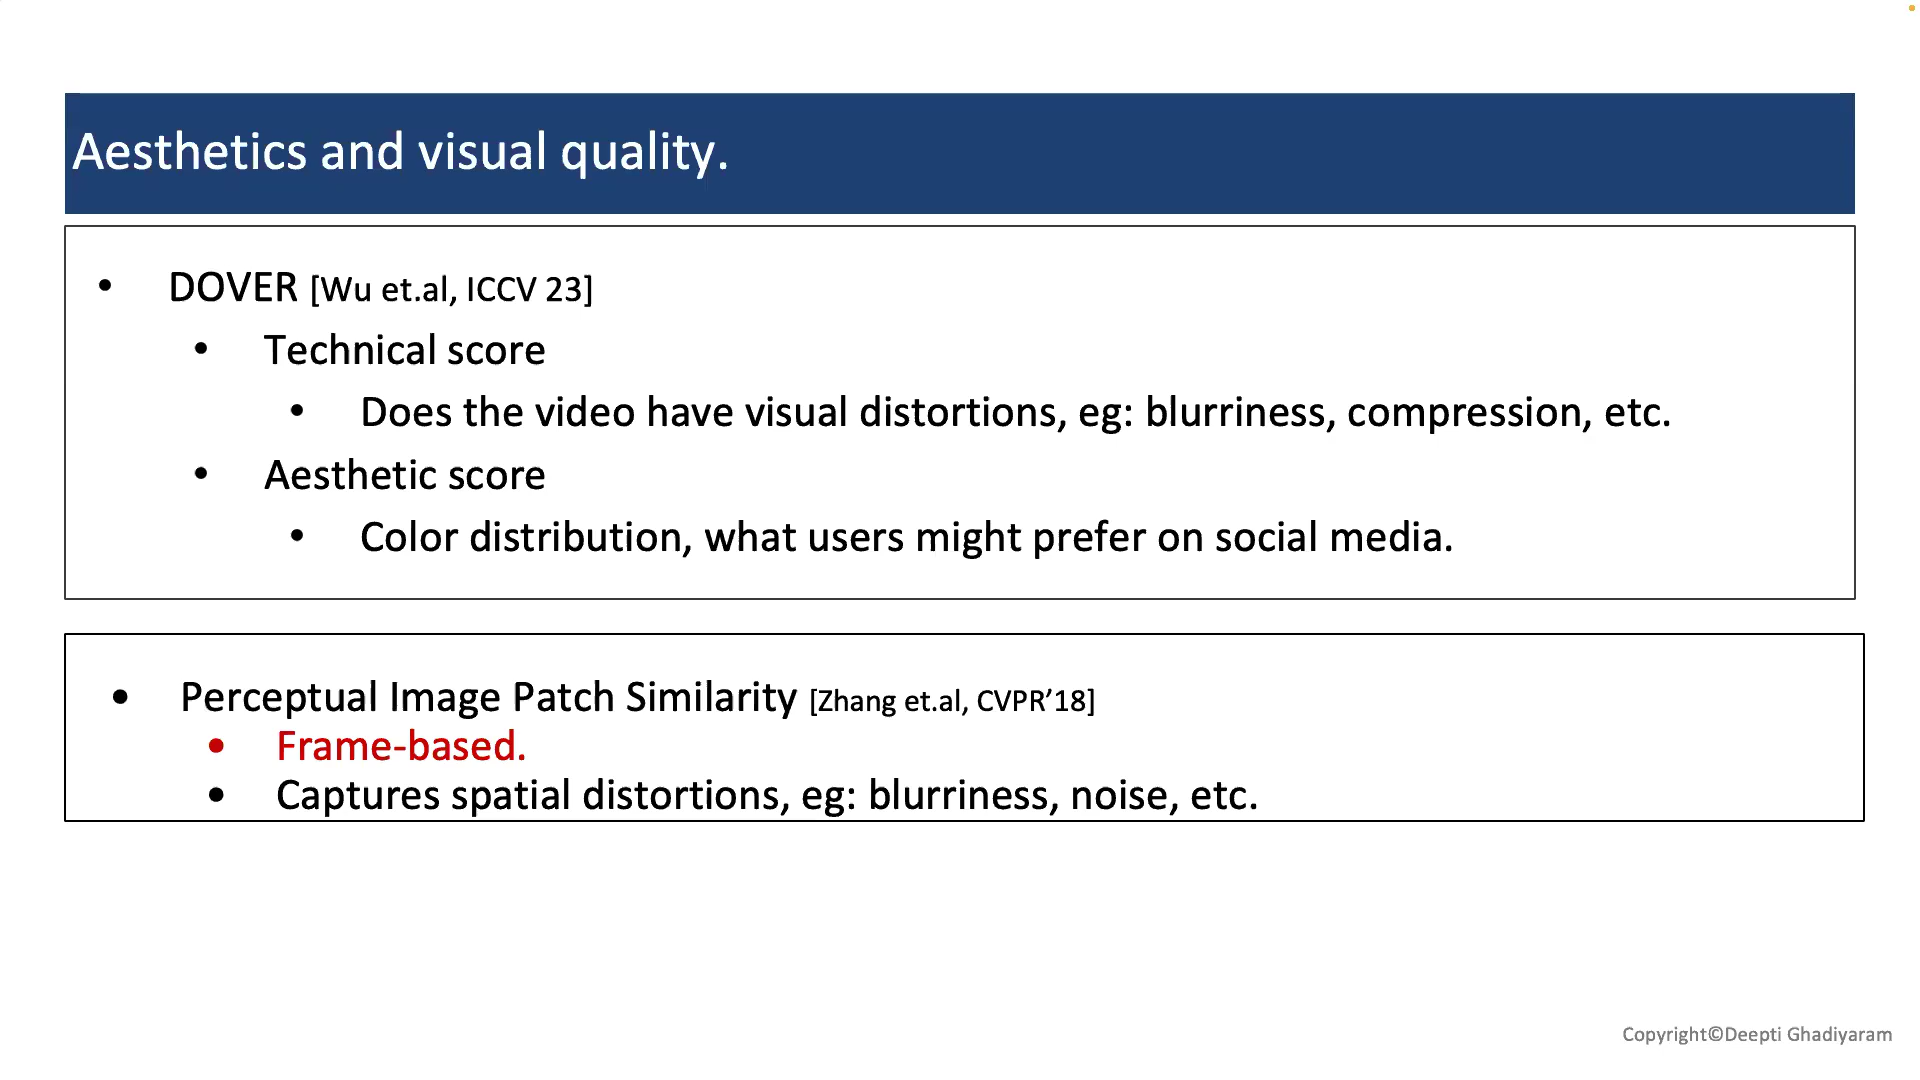 Aesthetics and visual quality.
• DOVER [Wu et.al, ICCV 23]
• Technical score
• Does the video have visual distortions, eg: blurriness, compression, etc.
• Aesthetic score
• Color distribution, what users might prefer on social media.
• Perceptual Image Patch Similarity [Zhang et.al, CVPR’18]
• Frame-based.
• Captures spatial distortions, eg: blurriness, noise, etc.
Copyright©Deepti Ghadiyaram